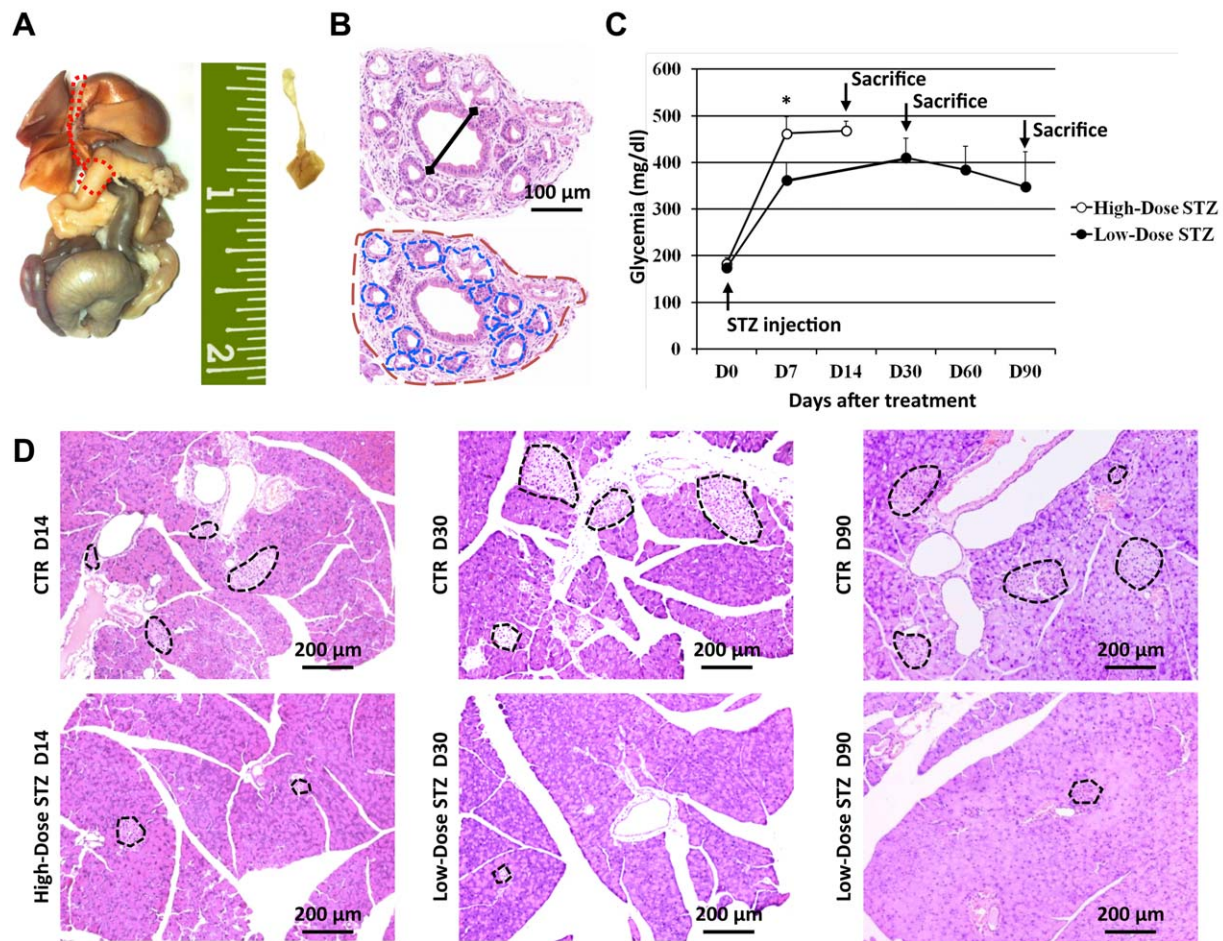 A
B
C
1
2
100 µm
600
500
400
300
200
100
0
Glycemia (mg/dl)
*
Sacrifice
Sacrifice
Sacrifice
STZ injection
High-Dose STZ
Low-Dose STZ
D0 D7 D14 D30 D60 D90
Days after treatment
D
CTR D14
200 µm
CTR D30
200 µm
CTR D90
200 µm
High-Dose STZ D14
200 µm
Low-Dose STZ D30
200 µm
Low-Dose STZ D90
200 µm